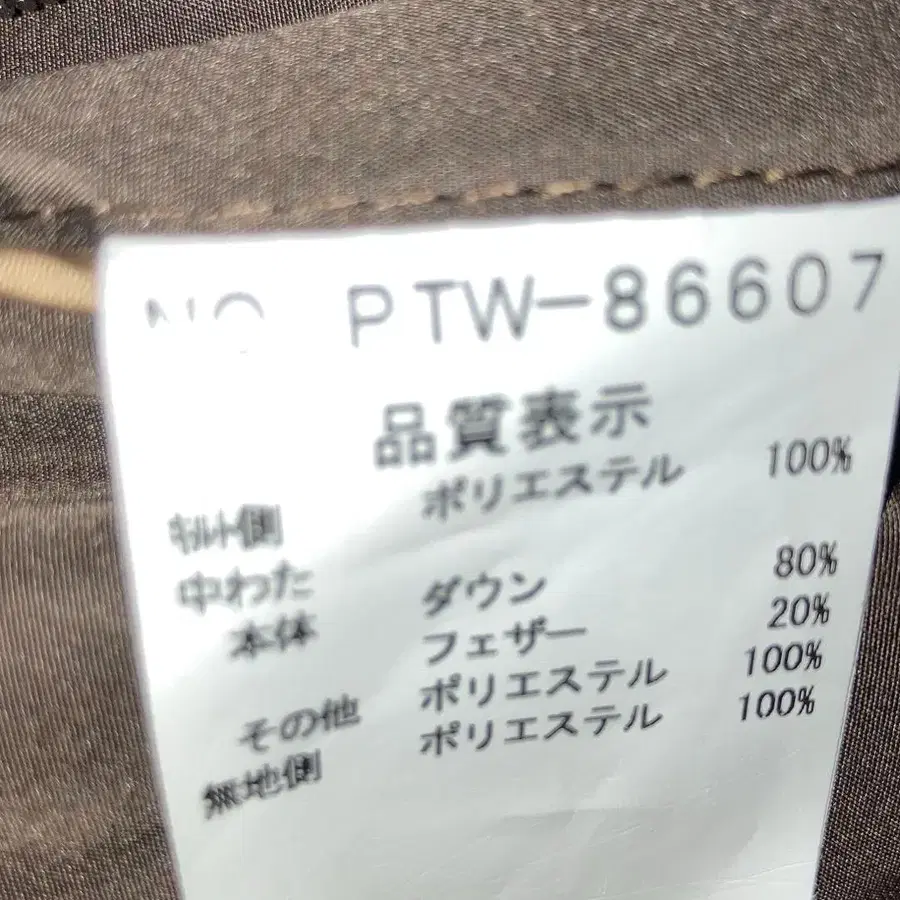 NO PTW-86607
品質表示
ｷﾙﾄ側 ポリエステル 100%
中わた
本体 ダウン 80%
フェザー 20%
その他 ポリエステル 100%
無地側 ポリエステル 100%